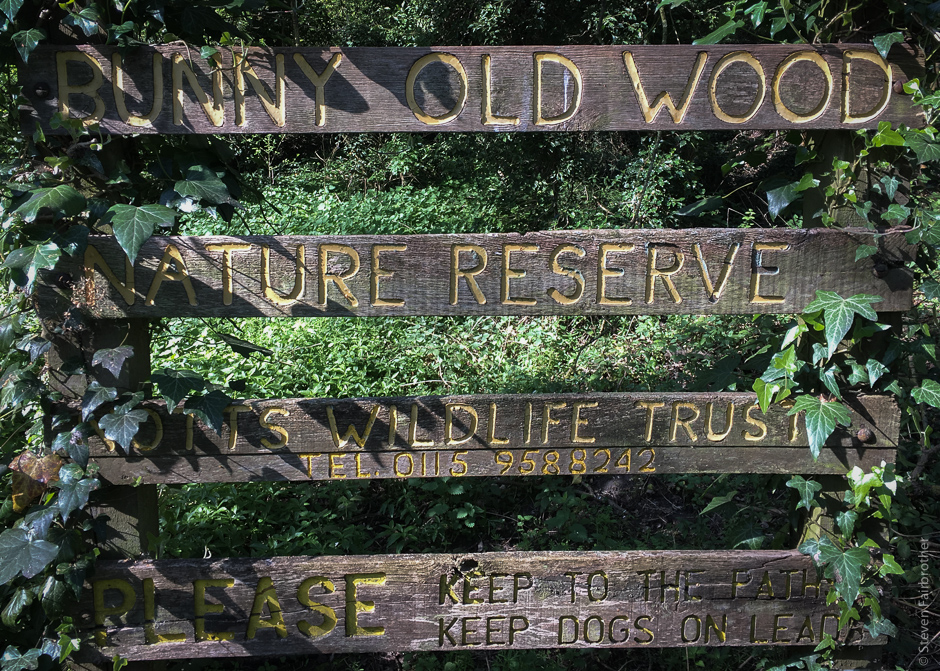 BUNNY OLD WOOD
NATURE RESERVE
NOTTS WILDLIFE TRUST
TEL. 0115 9588242
PLEASE
KEEP TO THE PATH
KEEP DOGS ON LEADS
© Steven Fairbrother